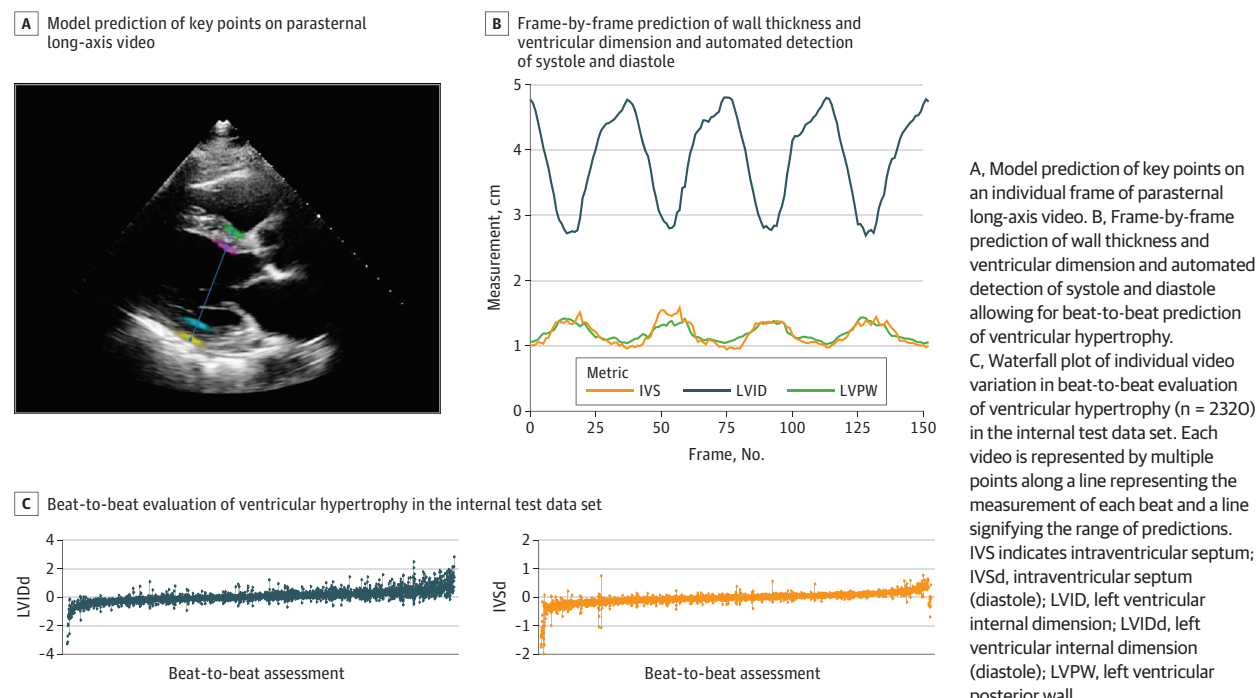 A Model prediction of key points on parasternal
long-axis video
B Frame-by-frame prediction of wall thickness and
ventricular dimension and automated detection
of systole and diastole
5
4
3
2
1
0
Measurement, cm
Metric
IVS LVID LVPW
0 25 50 75 100 125 150
Frame, No.
C Beat-to-beat evaluation of ventricular hypertrophy in the internal test data set
4
2
0
-2
-4
LVIDd
Beat-to-beat assessment
2
1
0
-1
-2
IVSd
Beat-to-beat assessment
A, Model prediction of key points on
an individual frame of parasternal
long-axis video. B, Frame-by-frame
prediction of wall thickness and
ventricular dimension and automated
detection of systole and diastole
allowing for beat-to-beat prediction
of ventricular hypertrophy.
C, Waterfall plot of individual video
variation in beat-to-beat evaluation
of ventricular hypertrophy (n = 2320)
in the internal test data set. Each
video is represented by multiple
points along a line representing the
measurement of each beat and a line
signifying the range of predictions.
IVS indicates intraventricular septum;
IVSd, intraventricular septum
(diastole); LVID, left ventricular
internal dimension; LVIDd, left
ventricular internal dimension
(diastole); LVPW, left ventricular
posterior wall